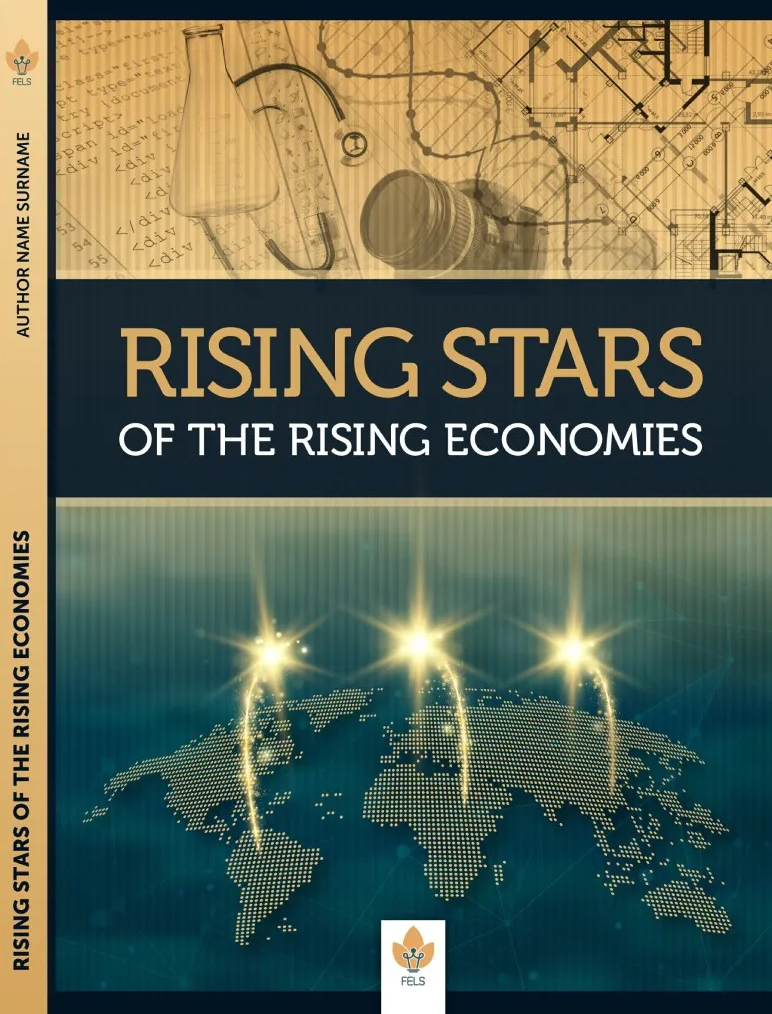 FELS
AUTHOR NAME SURNAME
RISING STARS OF THE RISING ECONOMIES
RISING STARS
OF THE RISING ECONOMIES
FELS